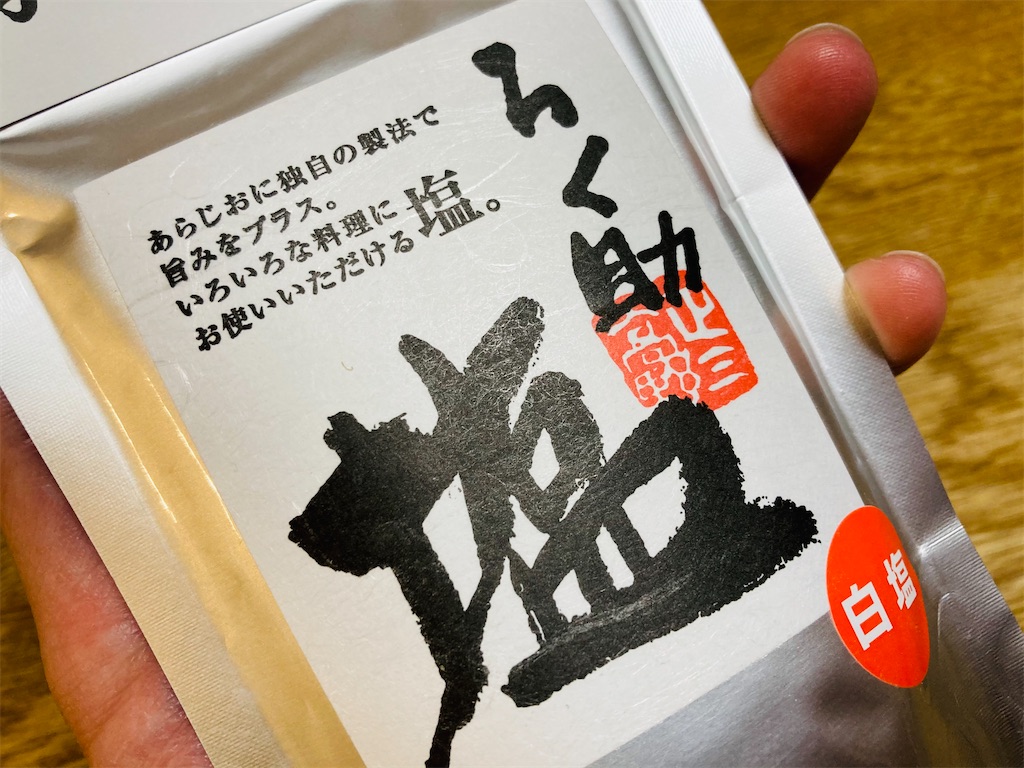 ろく助
あらじおに独自の製法で
旨みをプラス。
いろいろな料理に
お使いいただける塩。
塩
白塩